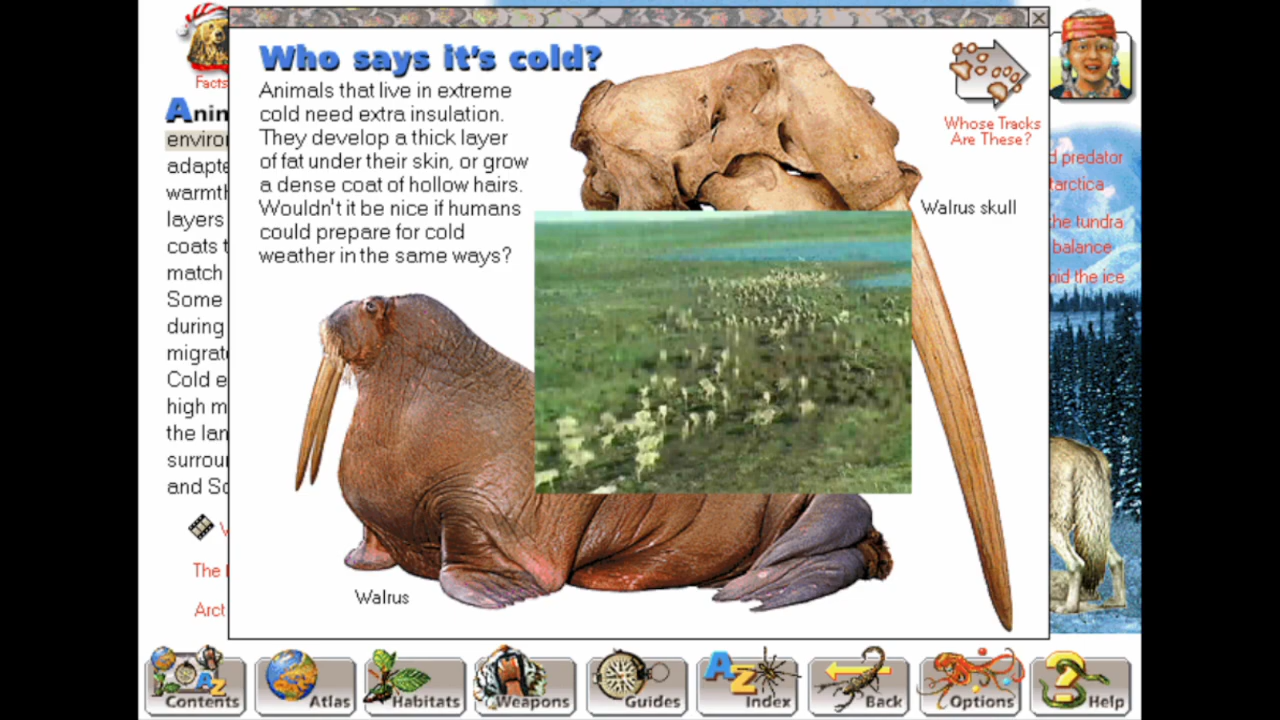 Who says it's cold?
Animals that live in extreme
cold need extra insulation.
They develop a thick layer
of fat under their skin, or grow
a dense coat of hollow hairs.
Wouldn't it be nice if humans
could prepare for cold
weather in the same ways?
Whose Tracks
Are These?
Walrus skull
Walrus
Facts
Anim
environ
adapte
warmth
layers
coats t
match
Some
during
migrat
Cold e
high m
the lan
surrou
and So
The
Arct
d predator
tarctica
the tundra
balance
mid the ice
Contents
Atlas
Habitats
Weapons
Guides
AZ
Index
Back
Options
?
Help